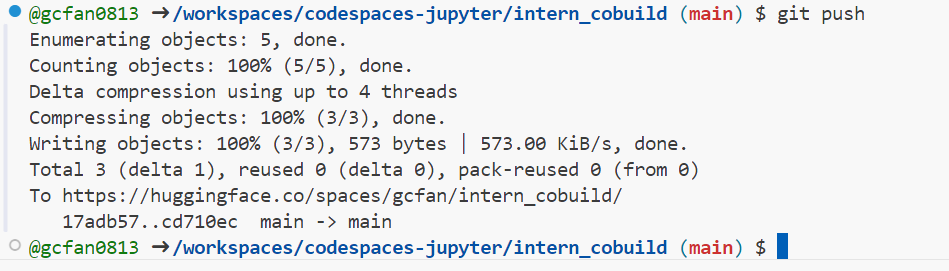 @gcfan0813 ➜/workspaces/codespaces-jupyter/intern_cobuild (main) $ git push
Enumerating objects: 5, done.
Counting objects: 100% (5/5), done.
Delta compression using up to 4 threads
Compressing objects: 100% (3/3), done.
Writing objects: 100% (3/3), 573 bytes | 573.00 KiB/s, done.
Total 3 (delta 1), reused 0 (delta 0), pack-reused 0 (from 0)
To https://huggingface.co/spaces/gcfan/intern_cobuild/
   17adb57..cd710ec  main -> main
@gcfan0813 ➜/workspaces/codespaces-jupyter/intern_cobuild (main) $